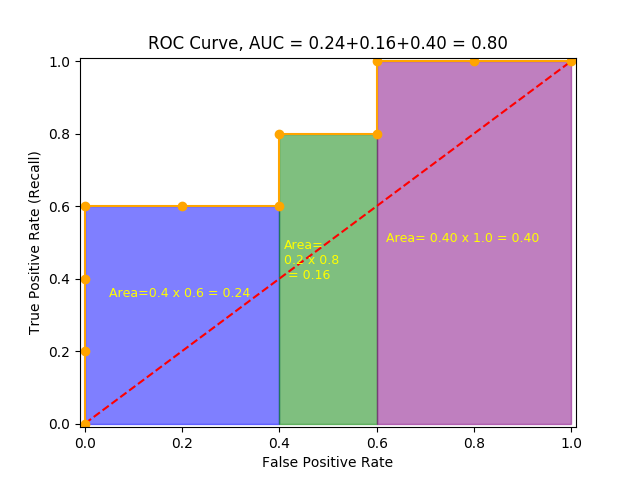 ROC Curve, AUC = 0.24+0.16+0.40 = 0.80
True Positive Rate (Recall)
1.0
0.8
0.6
0.4
0.2
0.0
Area=0.4 x 0.6 = 0.24
Area=
0.2 x 0.8
= 0.16
Area= 0.40 x 1.0 = 0.40
0.0 0.2 0.4 0.6 0.8 1.0
False Positive Rate